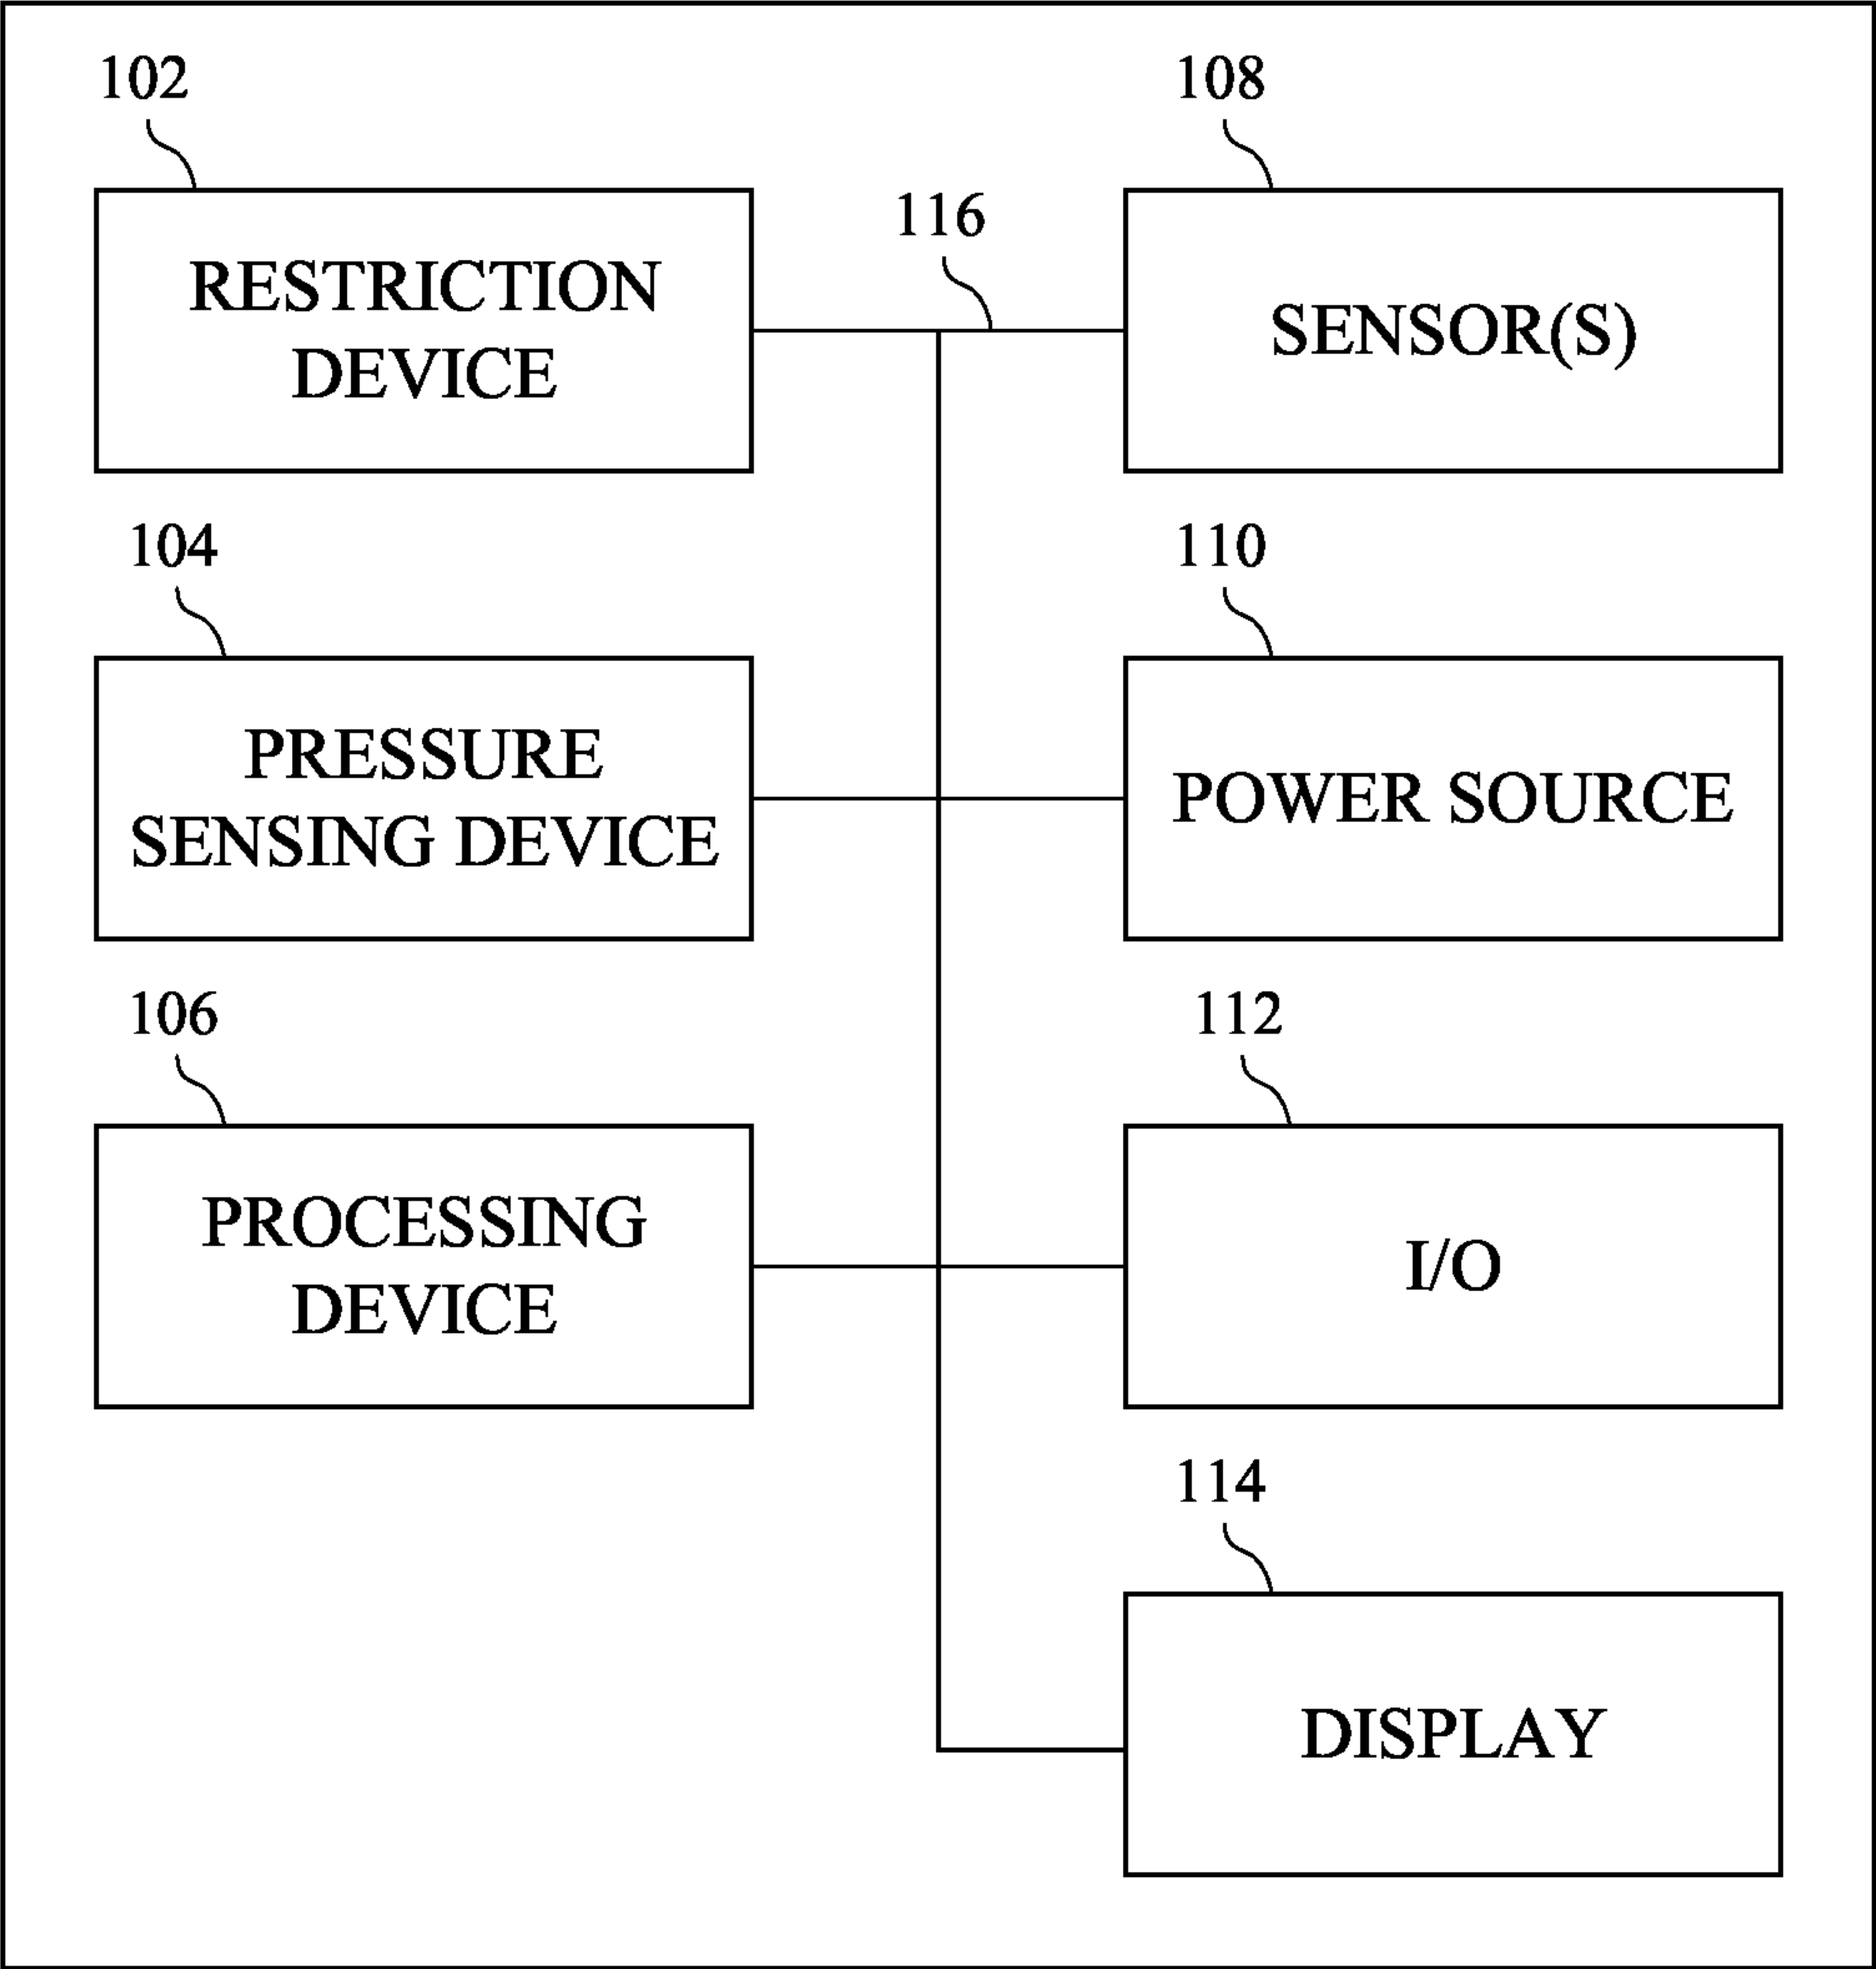 102
RESTRICTION
DEVICE
108
SENSOR(S)
116
104
PRESSURE
SENSING DEVICE
110
POWER SOURCE
106
PROCESSING
DEVICE
112
I/O
114
DISPLAY